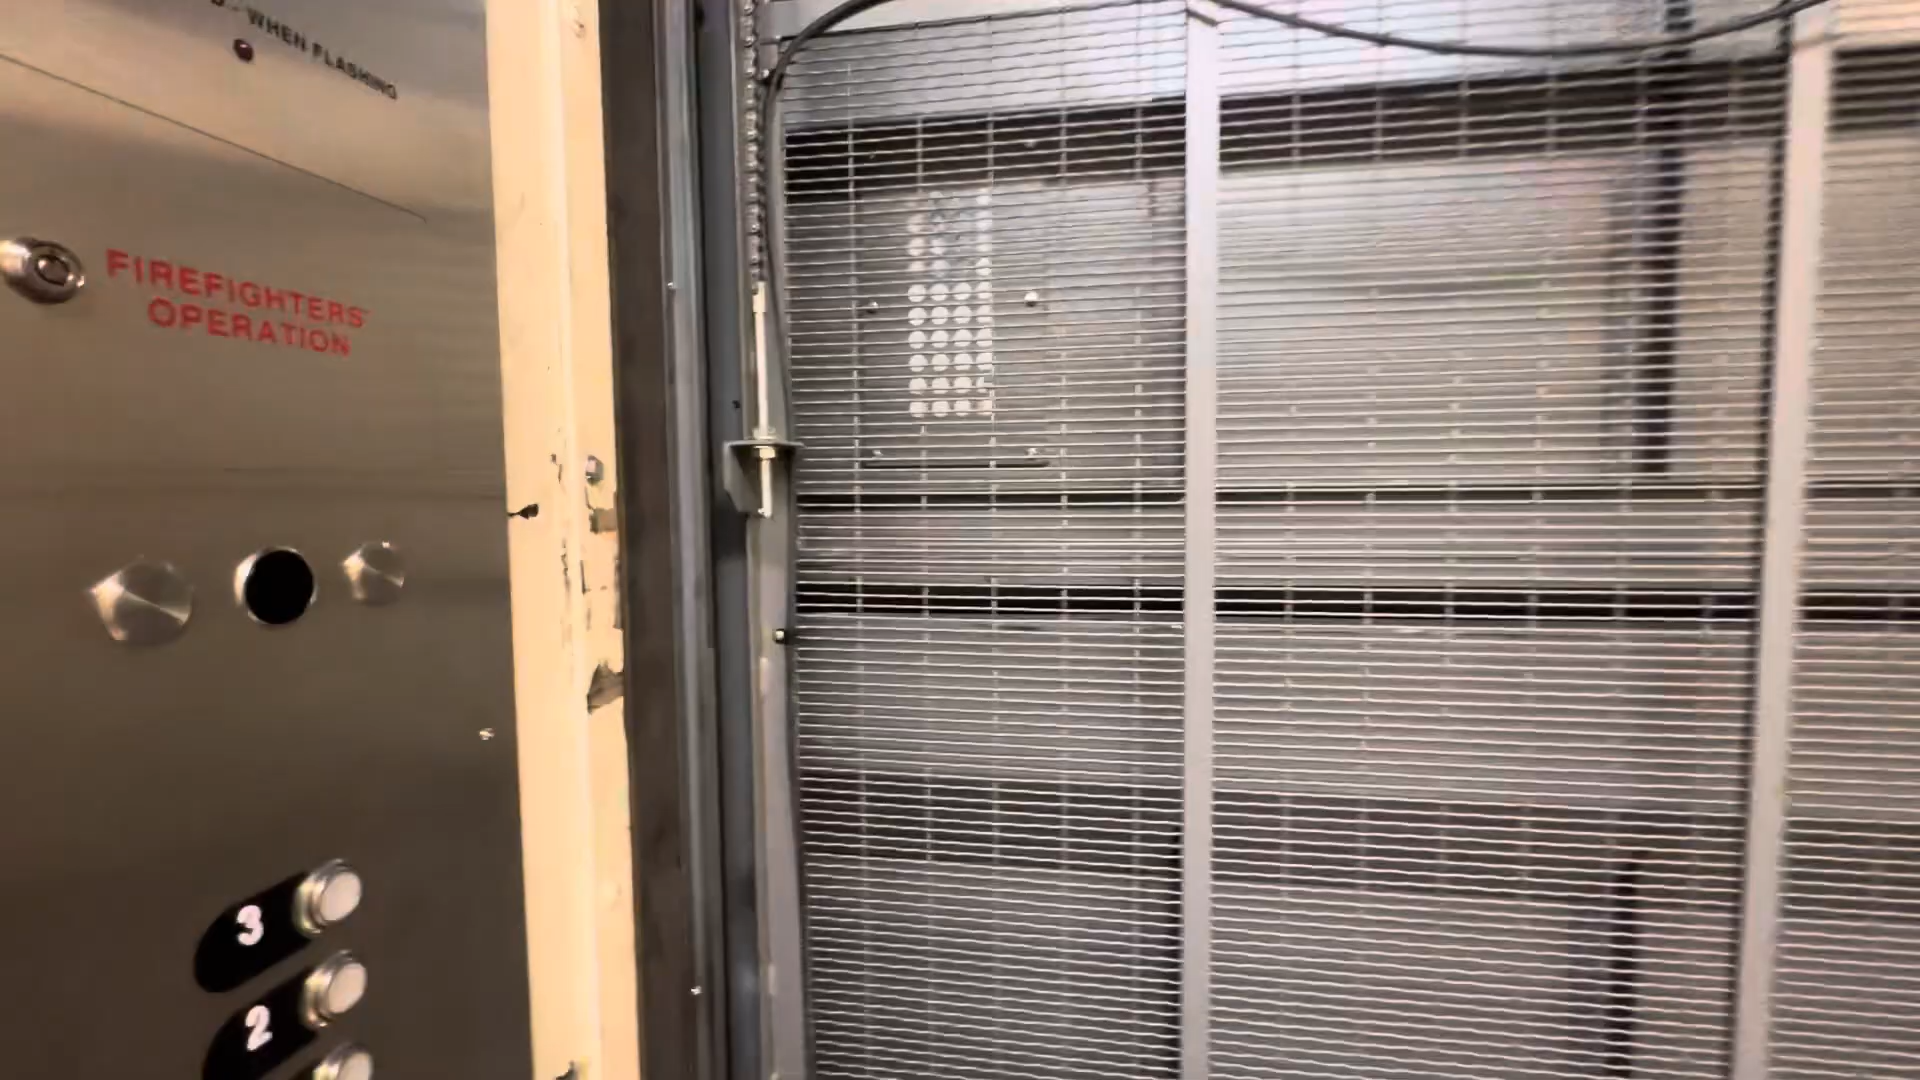 WHEN FLASHING
FIREFIGHTERS'
OPERATION
3
2